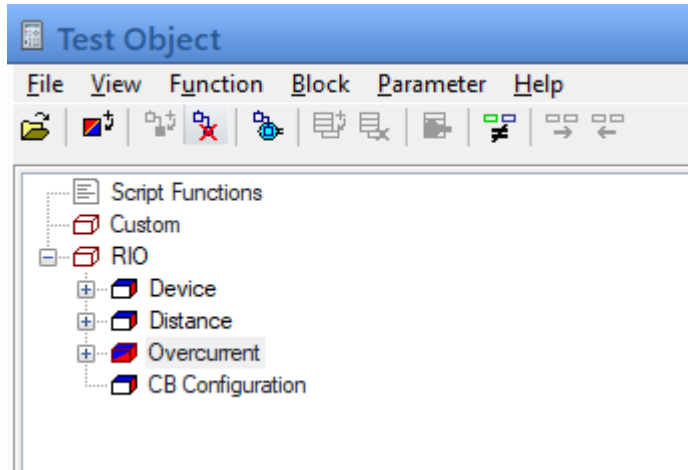 Test Object
File View Function Block Parameter Help
Script Functions
Custom
RIO
Device
Distance
Overcurrent
CB Configuration